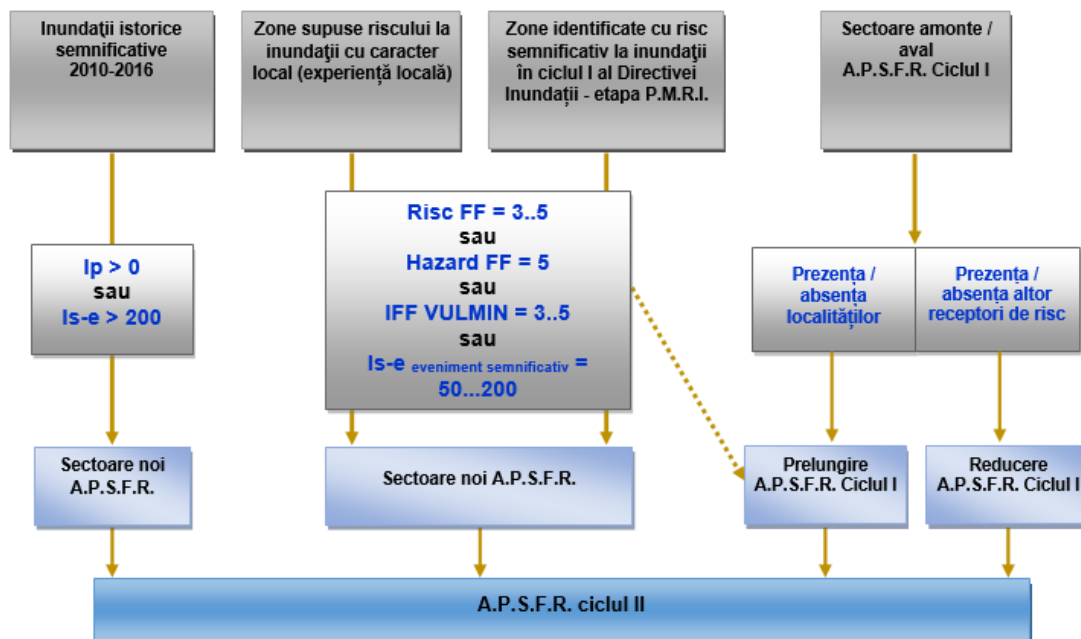 Inundaţii istorice
semnificative
2010-2016
Zone supuse riscului la
inundaţii cu caracter
local (experiență locală)
Zone identificate cu risc
semnificativ la inundaţii
în ciclul I al Directivei
Inundații - etapa P.M.R.I.
Sectoare amonte /
aval
A.P.S.F.R. Ciclul I
Ip > 0
sau
Is-e > 200
Risc FF = 3..5
sau
Hazard FF = 5
sau
IFF VULMIN = 3..5
sau
Is-e eveniment semnificativ =
50...200
Prezența /
absența
localităților
Prezența /
absența altor
receptori de risc
Sectoare noi
A.P.S.F.R.
Sectoare noi A.P.S.F.R.
Prelungire
A.P.S.F.R. Ciclul I
Reducere
A.P.S.F.R. Ciclul I
A.P.S.F.R. ciclul II